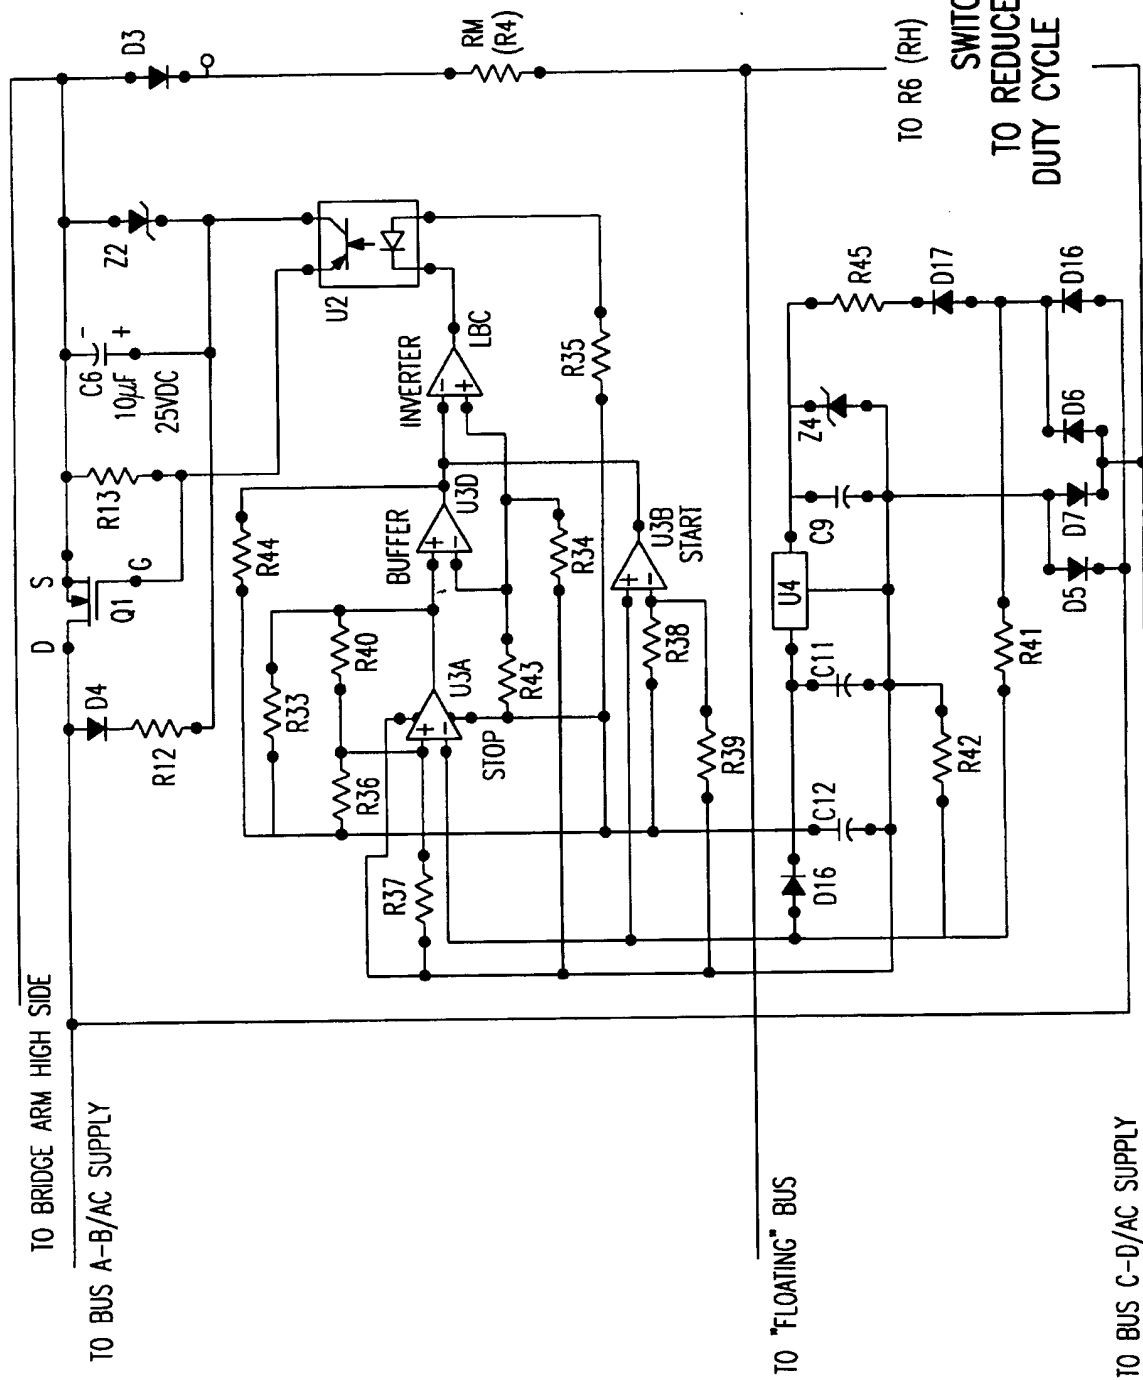 TO BRIDGE ARM HIGH SIDE
TO BUS A-B/AC SUPPLY
TO "FLOATING" BUS
TO BUS C-D/AC SUPPLY
D
S
G
Q1
D4
R12
R13
C6
-
+
10µF
25VDC
Z2
D3
RM
(R4)
U2
R44
R33
R40
R36
R37
+
-
U3A
STOP
BUFFER
+
-
U3D
R43
INVERTER
-
+
LBC
R34
R35
+
-
U3B
START
R38
R39
TO R6 (RH)
SWITC
TO REDUCE
DUTY CYCLE
D16
C12
C11
U4
C9
Z4
R45
D17
R42
R41
D5
D7
D6
D16